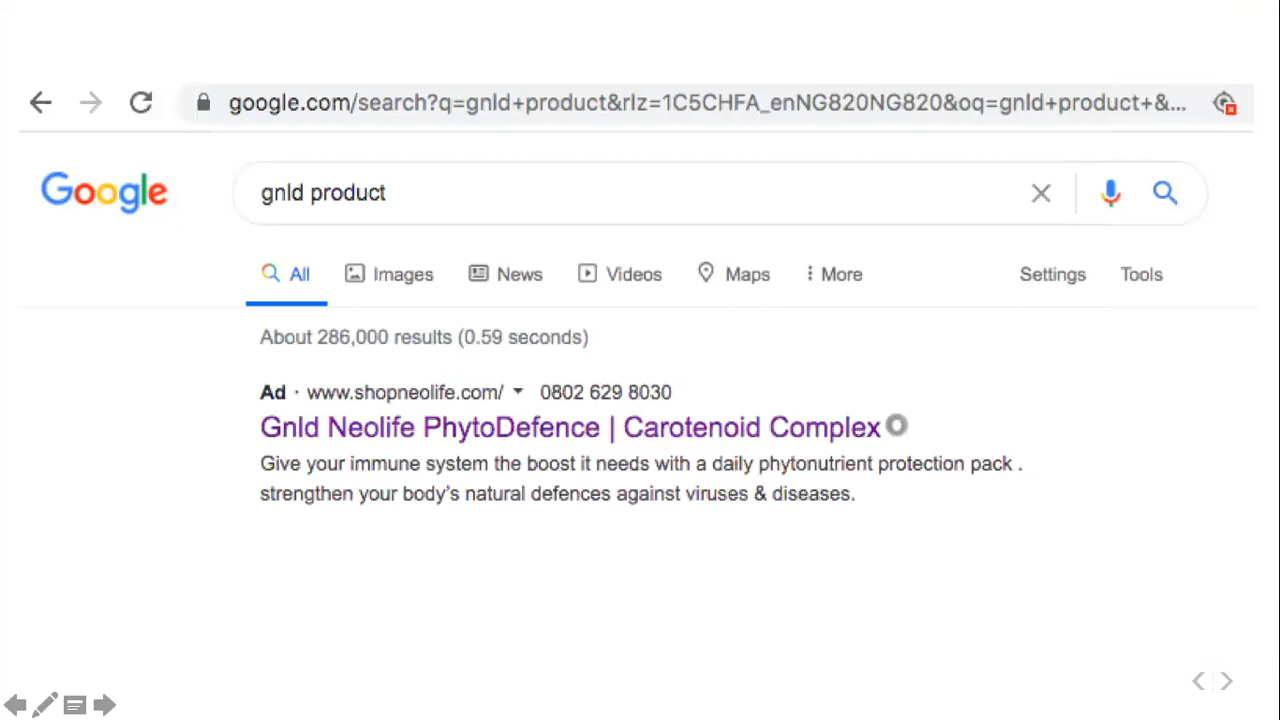 google.com/search?q=gnld+product&rlz=1C5CHFA_enNG820NG820&oq=gnld+product+&...
Google
gnld product
All Images News Videos Maps More Settings Tools
About 286,000 results (0.59 seconds)
Ad · www.shopneolife.com/ 0802 629 8030
Gnld Neolife PhytoDefence | Carotenoid Complex
Give your immune system the boost it needs with a daily phytonutrient protection pack .
strengthen your body's natural defences against viruses & diseases.